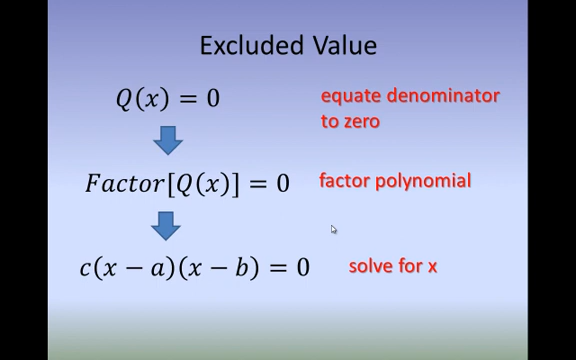 Excluded Value
Q(x) = 0
equate denominator
to zero
Factor[Q(x)] = 0
factor polynomial
c(x − a)(x − b) = 0
solve for x